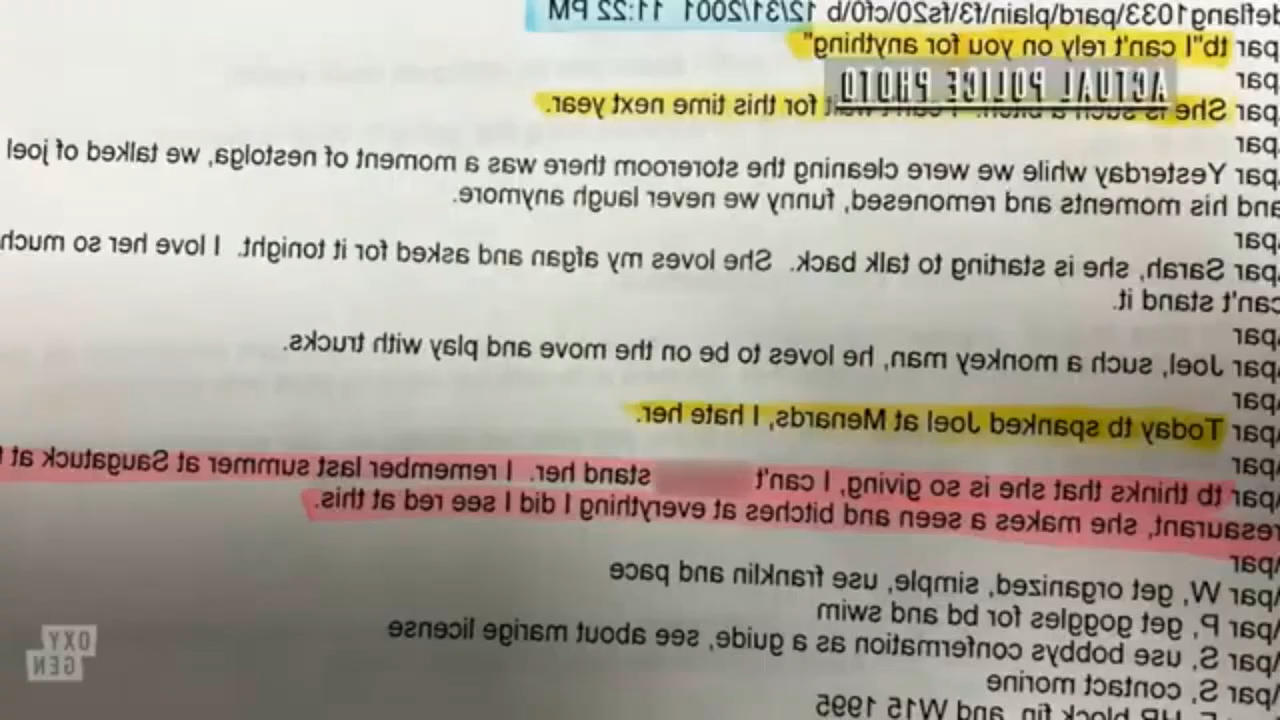 deflang1033\pard\plain\f3\fs20\cf0\b 12/31/2001 11:22 PM
par tb"I can't rely on you for anything"
par
ACTUAL POLICE PHOTO
par She is such a bitch. I can't wait for this time next year.
par
par Yesterday while we were cleaning the storeroom there was a moment of nestolga, we talked of joel
and his moments and remonesed, funny we never laugh anymore.
par
par Sarah, she is starting to talk back. She loves my afgan and asked for it tonight. I love her so much
can't stand it.
par
par Joel, such a monkey man, he loves to be on the move and play with trucks.
par
par Today tb spanked Joel at Menards, I hate her.
par
par tb thinks that she is so giving, I can't stand her. I remember last summer at Saugatuck at
restaurant, she makes a seen and bitches at everything I did I see red at this.
par
\par W, get organized, simple, use franklin and pace
\par P, get goggles for bd and swim
\par S, use bobbys confermation as a guide, see about marige license
\par S, contact morine
HP block fin, and W15 1995
OXY
GEN